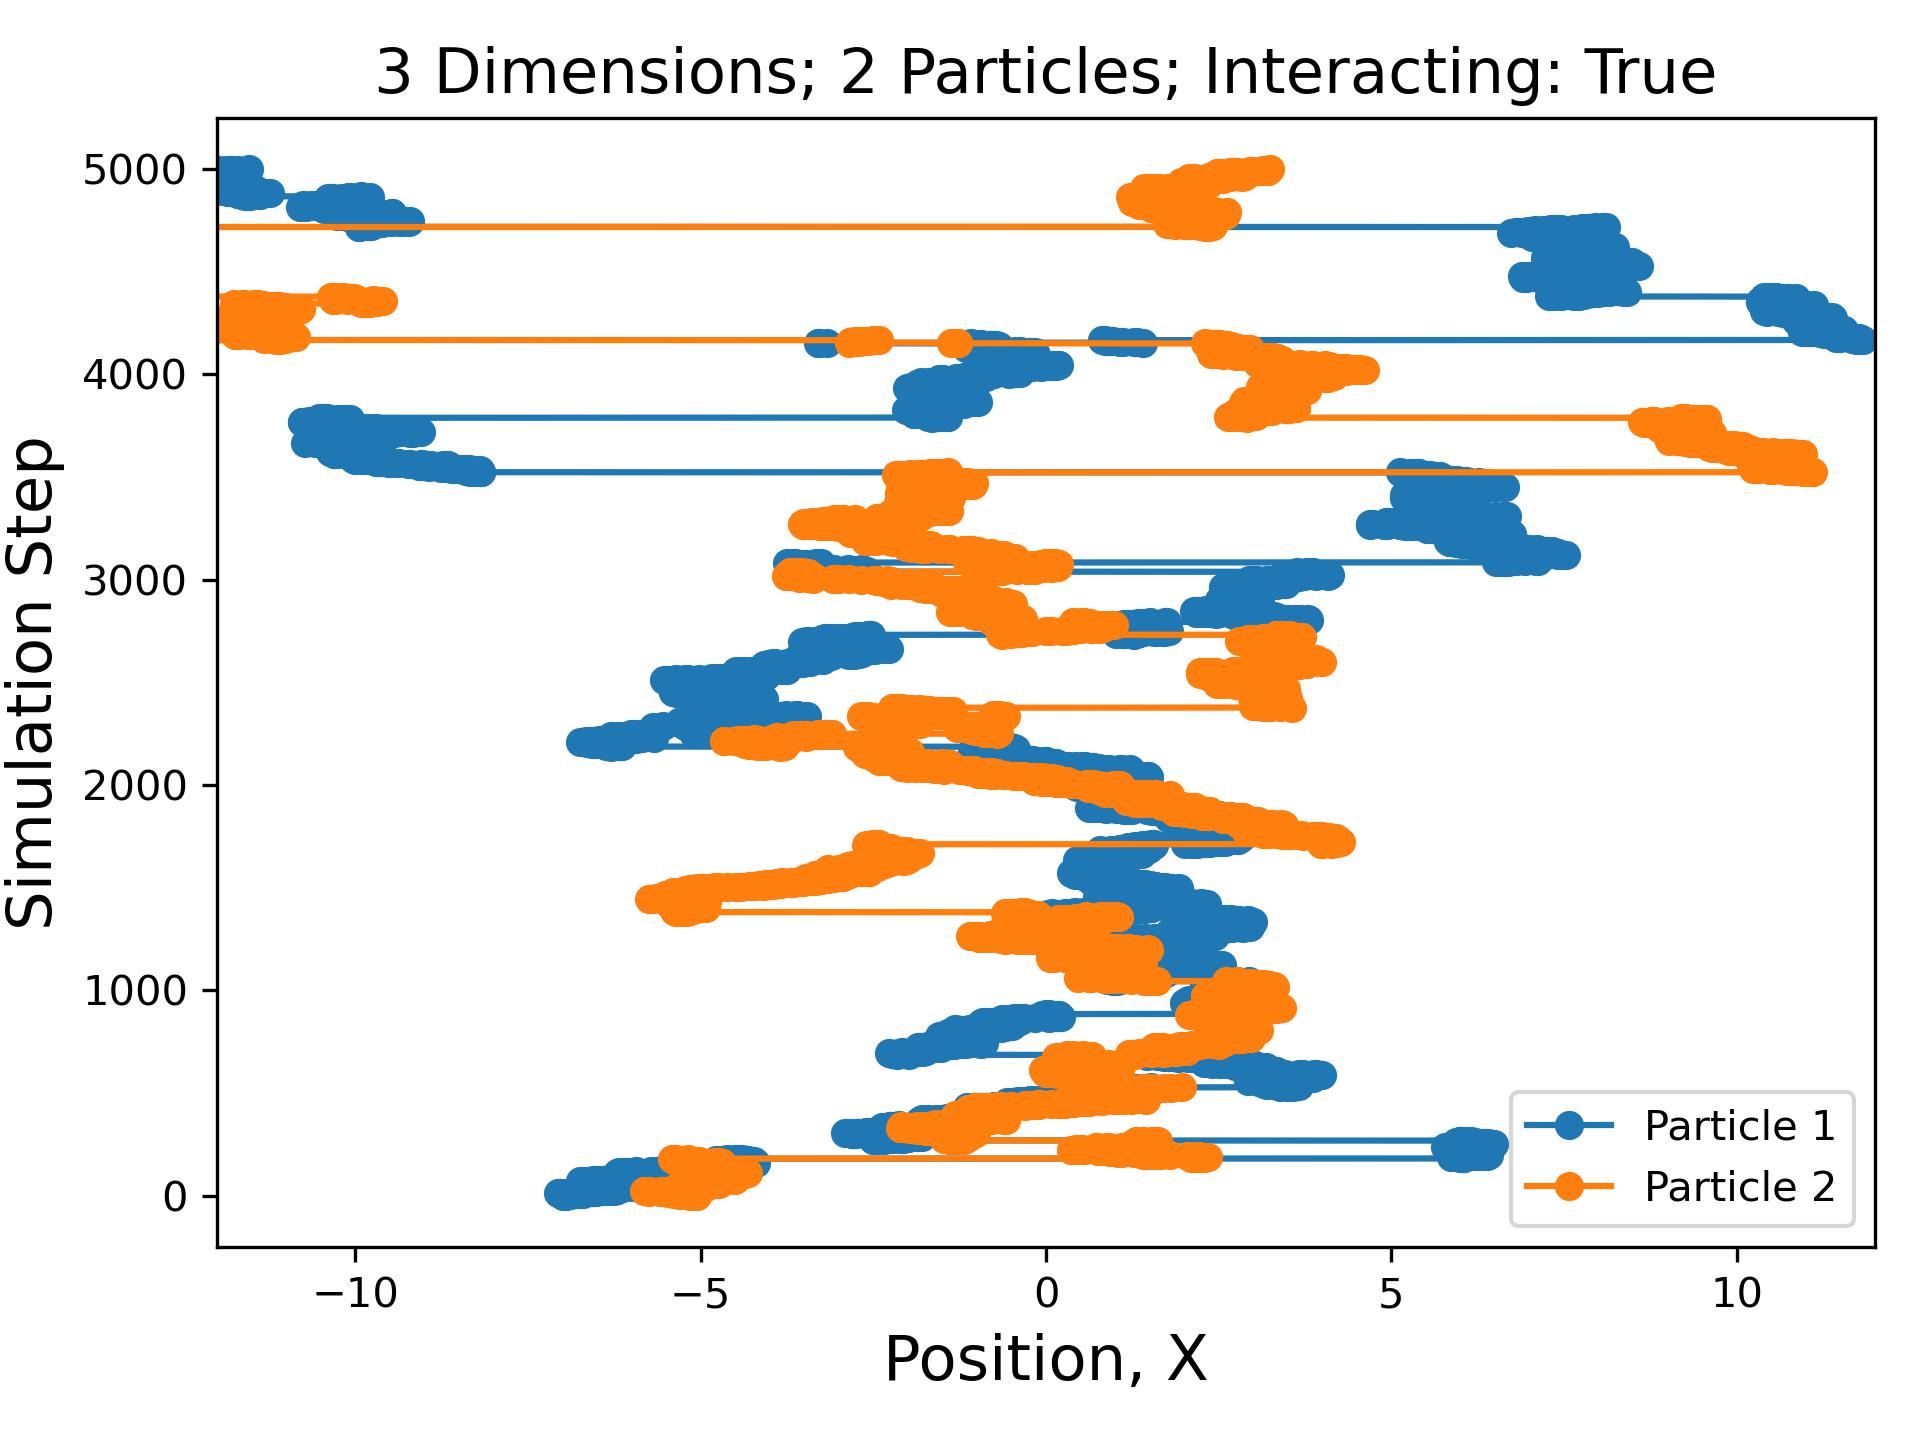 3 Dimensions; 2 Particles; Interacting: True
Simulation Step
5000
4000
3000
2000
1000
0
−10
−5
0
5
10
Position, X
Particle 1
Particle 2